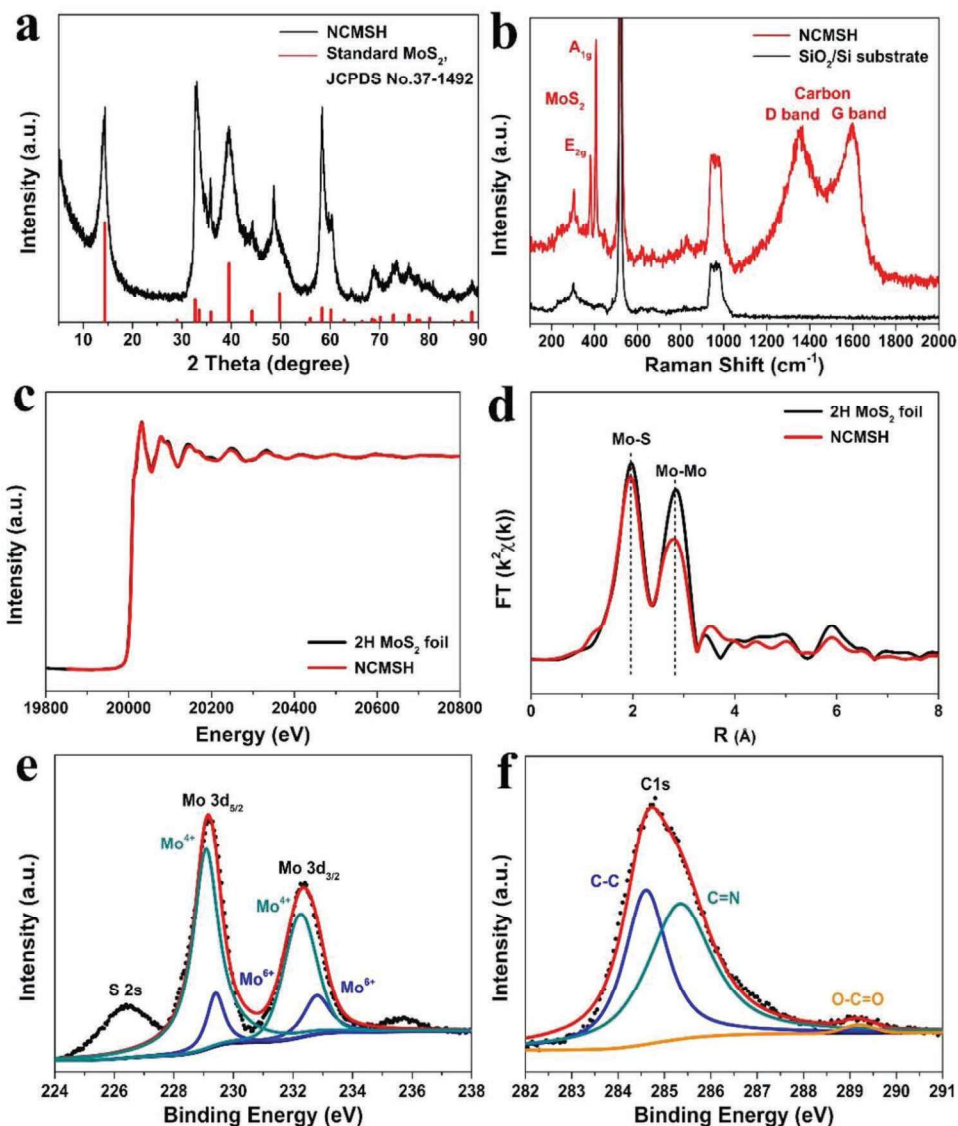 a
NCMSH
Standard MoS₂,
JCPDS No.37-1492
Intensity (a.u.)
10 20 30 40 50 60 70 80 90
2 Theta (degree)
b
NCMSH
SiO₂/Si substrate
A₁g
MoS₂
E₂g
Carbon
D band G band
Intensity (a.u.)
200 400 600 800 1000 1200 1400 1600 1800 2000
Raman Shift (cm⁻¹)
c
2H MoS₂ foil
NCMSH
Intensity (a.u.)
19800 20000 20200 20400 20600 20800
Energy (eV)
d
2H MoS₂ foil
NCMSH
Mo-S
Mo-Mo
FT (k²χ(k))
0 2 4 6 8
R (Å)
e
Mo 3d₅/₂
Mo⁴⁺
Mo 3d₃/₂
Mo⁴⁺
S 2s
Mo⁶⁺
Mo⁶⁺
Intensity (a.u.)
224 226 228 230 232 234 236 238
Binding Energy (eV)
f
C1s
C-C
C=N
O-C=O
Intensity (a.u.)
282 283 284 285 286 287 288 289 290 291
Binding Energy (eV)